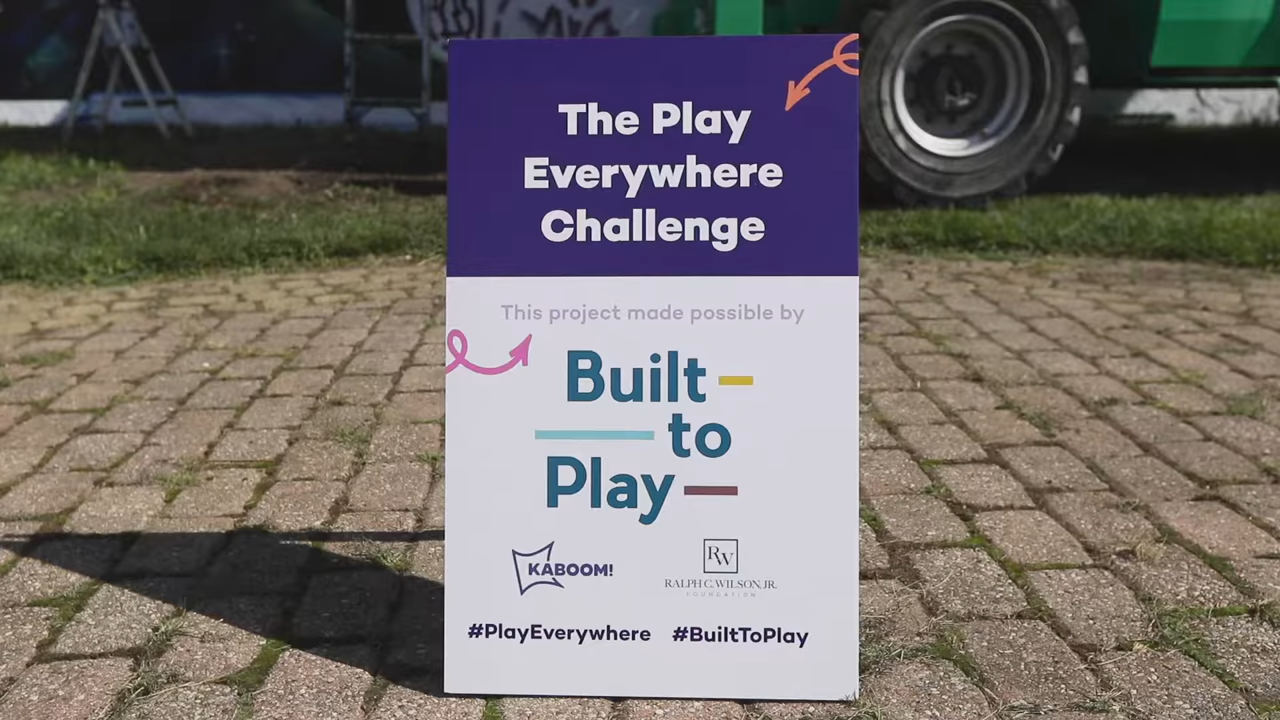 The Play
Everywhere
Challenge
This project made possible by
Built
to
Play
KABOOM!
RW
RALPH C. WILSON, JR.
FOUNDATION
#PlayEverywhere #BuiltToPlay